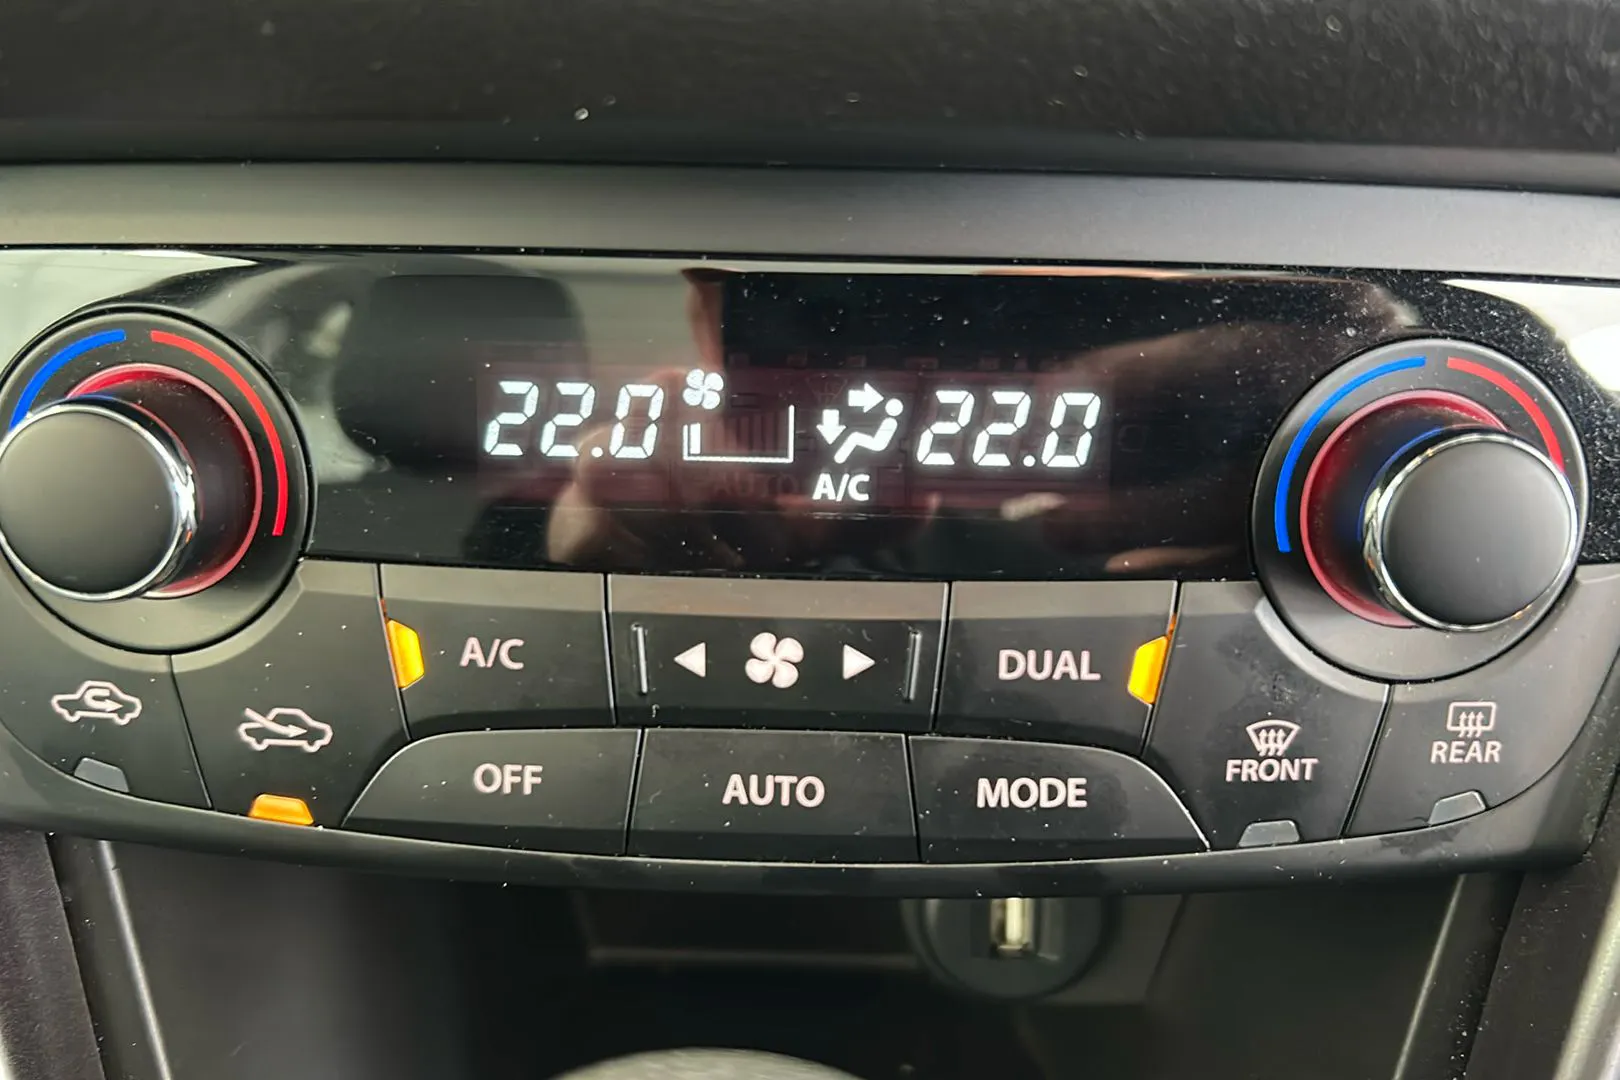 22.0 22.0
A/C
A/C
DUAL
OFF
AUTO
MODE
FRONT
REAR